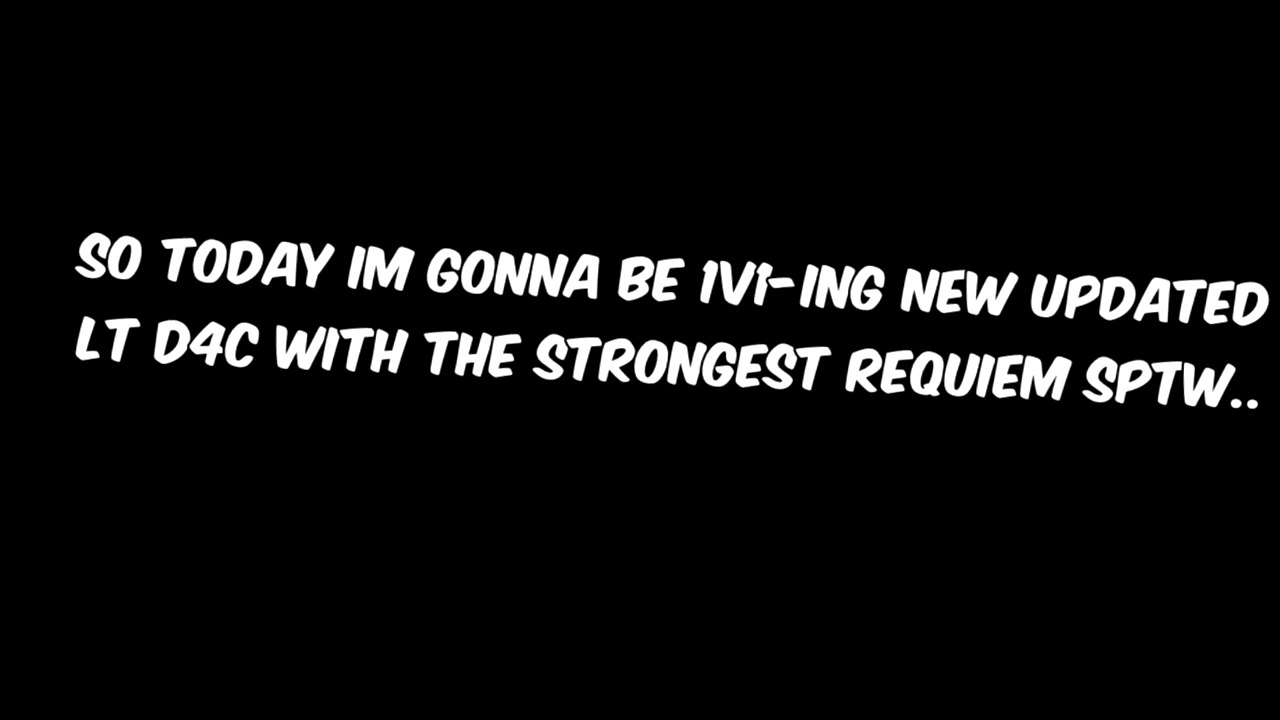 SO TODAY IM GONNA BE 1V1-ING NEW UPDATED
LT D4C WITH THE STRONGEST REQUIEM SPTW..